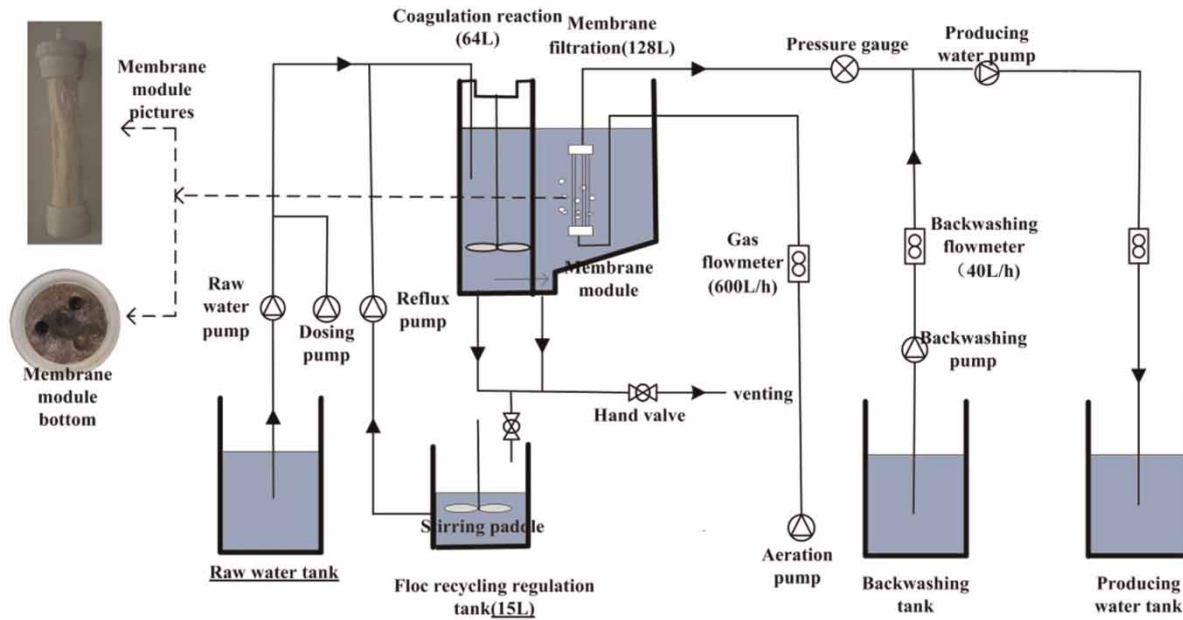 Coagulation reaction
(64L)
Membrane
filtration(128L)
Pressure gauge
Producing
water pump
Membrane
module
pictures
Raw
water
pump
Dosing
pump
Reflux
pump
Membrane
module
Gas
flowmeter
(600L/h)
Backwashing
flowmeter
(40L/h)
Backwashing
pump
Membrane module
bottom
Hand valve
venting
Stirring paddle
Raw water tank
Floc recycling regulation
tank(15L)
Aeration
pump
Backwashing
tank
Producing
water tank